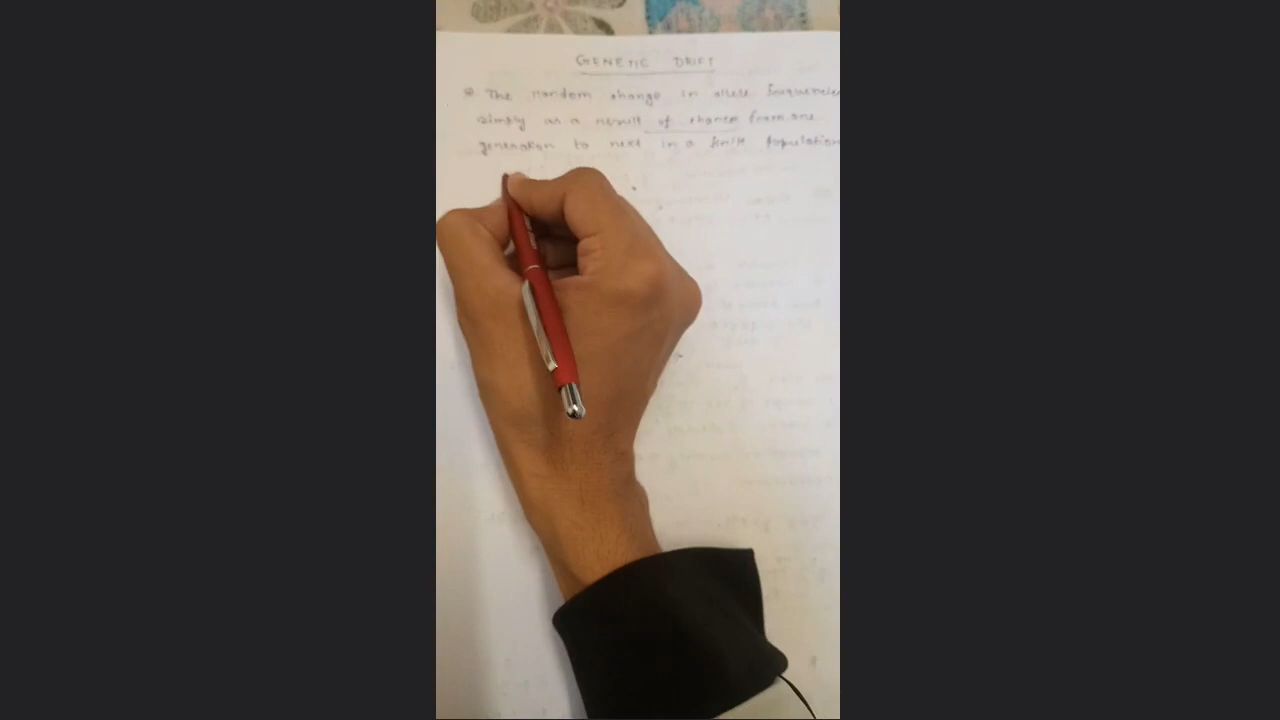 GENETIC DRIFT
The random change in allele frequencies
simply as a result of chance from one
generation to next in a finite population